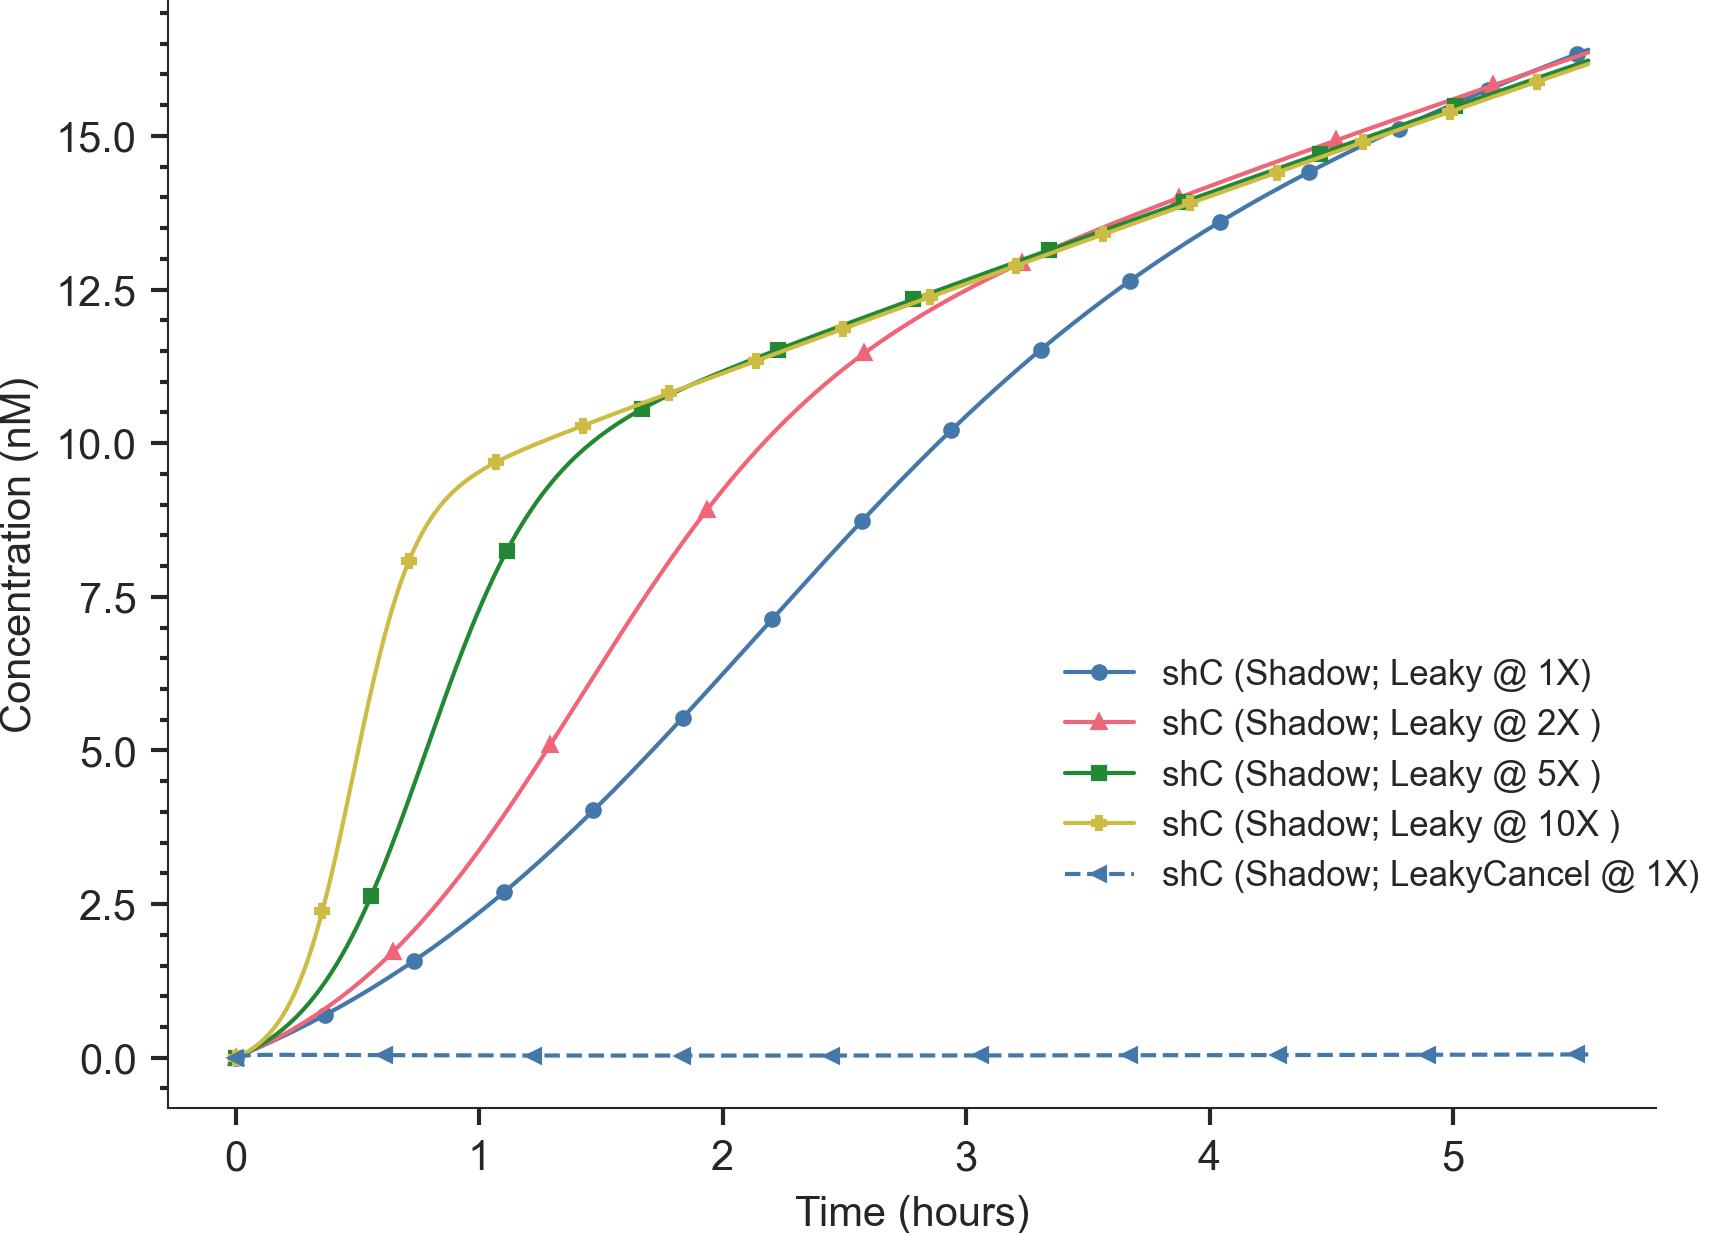 Concentration (nM)
15.0
12.5
10.0
7.5
5.0
2.5
0.0
shC (Shadow; Leaky @ 1X)
shC (Shadow; Leaky @ 2X )
shC (Shadow; Leaky @ 5X )
shC (Shadow; Leaky @ 10X )
shC (Shadow; LeakyCancel @ 1X)
0 1 2 3 4 5
Time (hours)